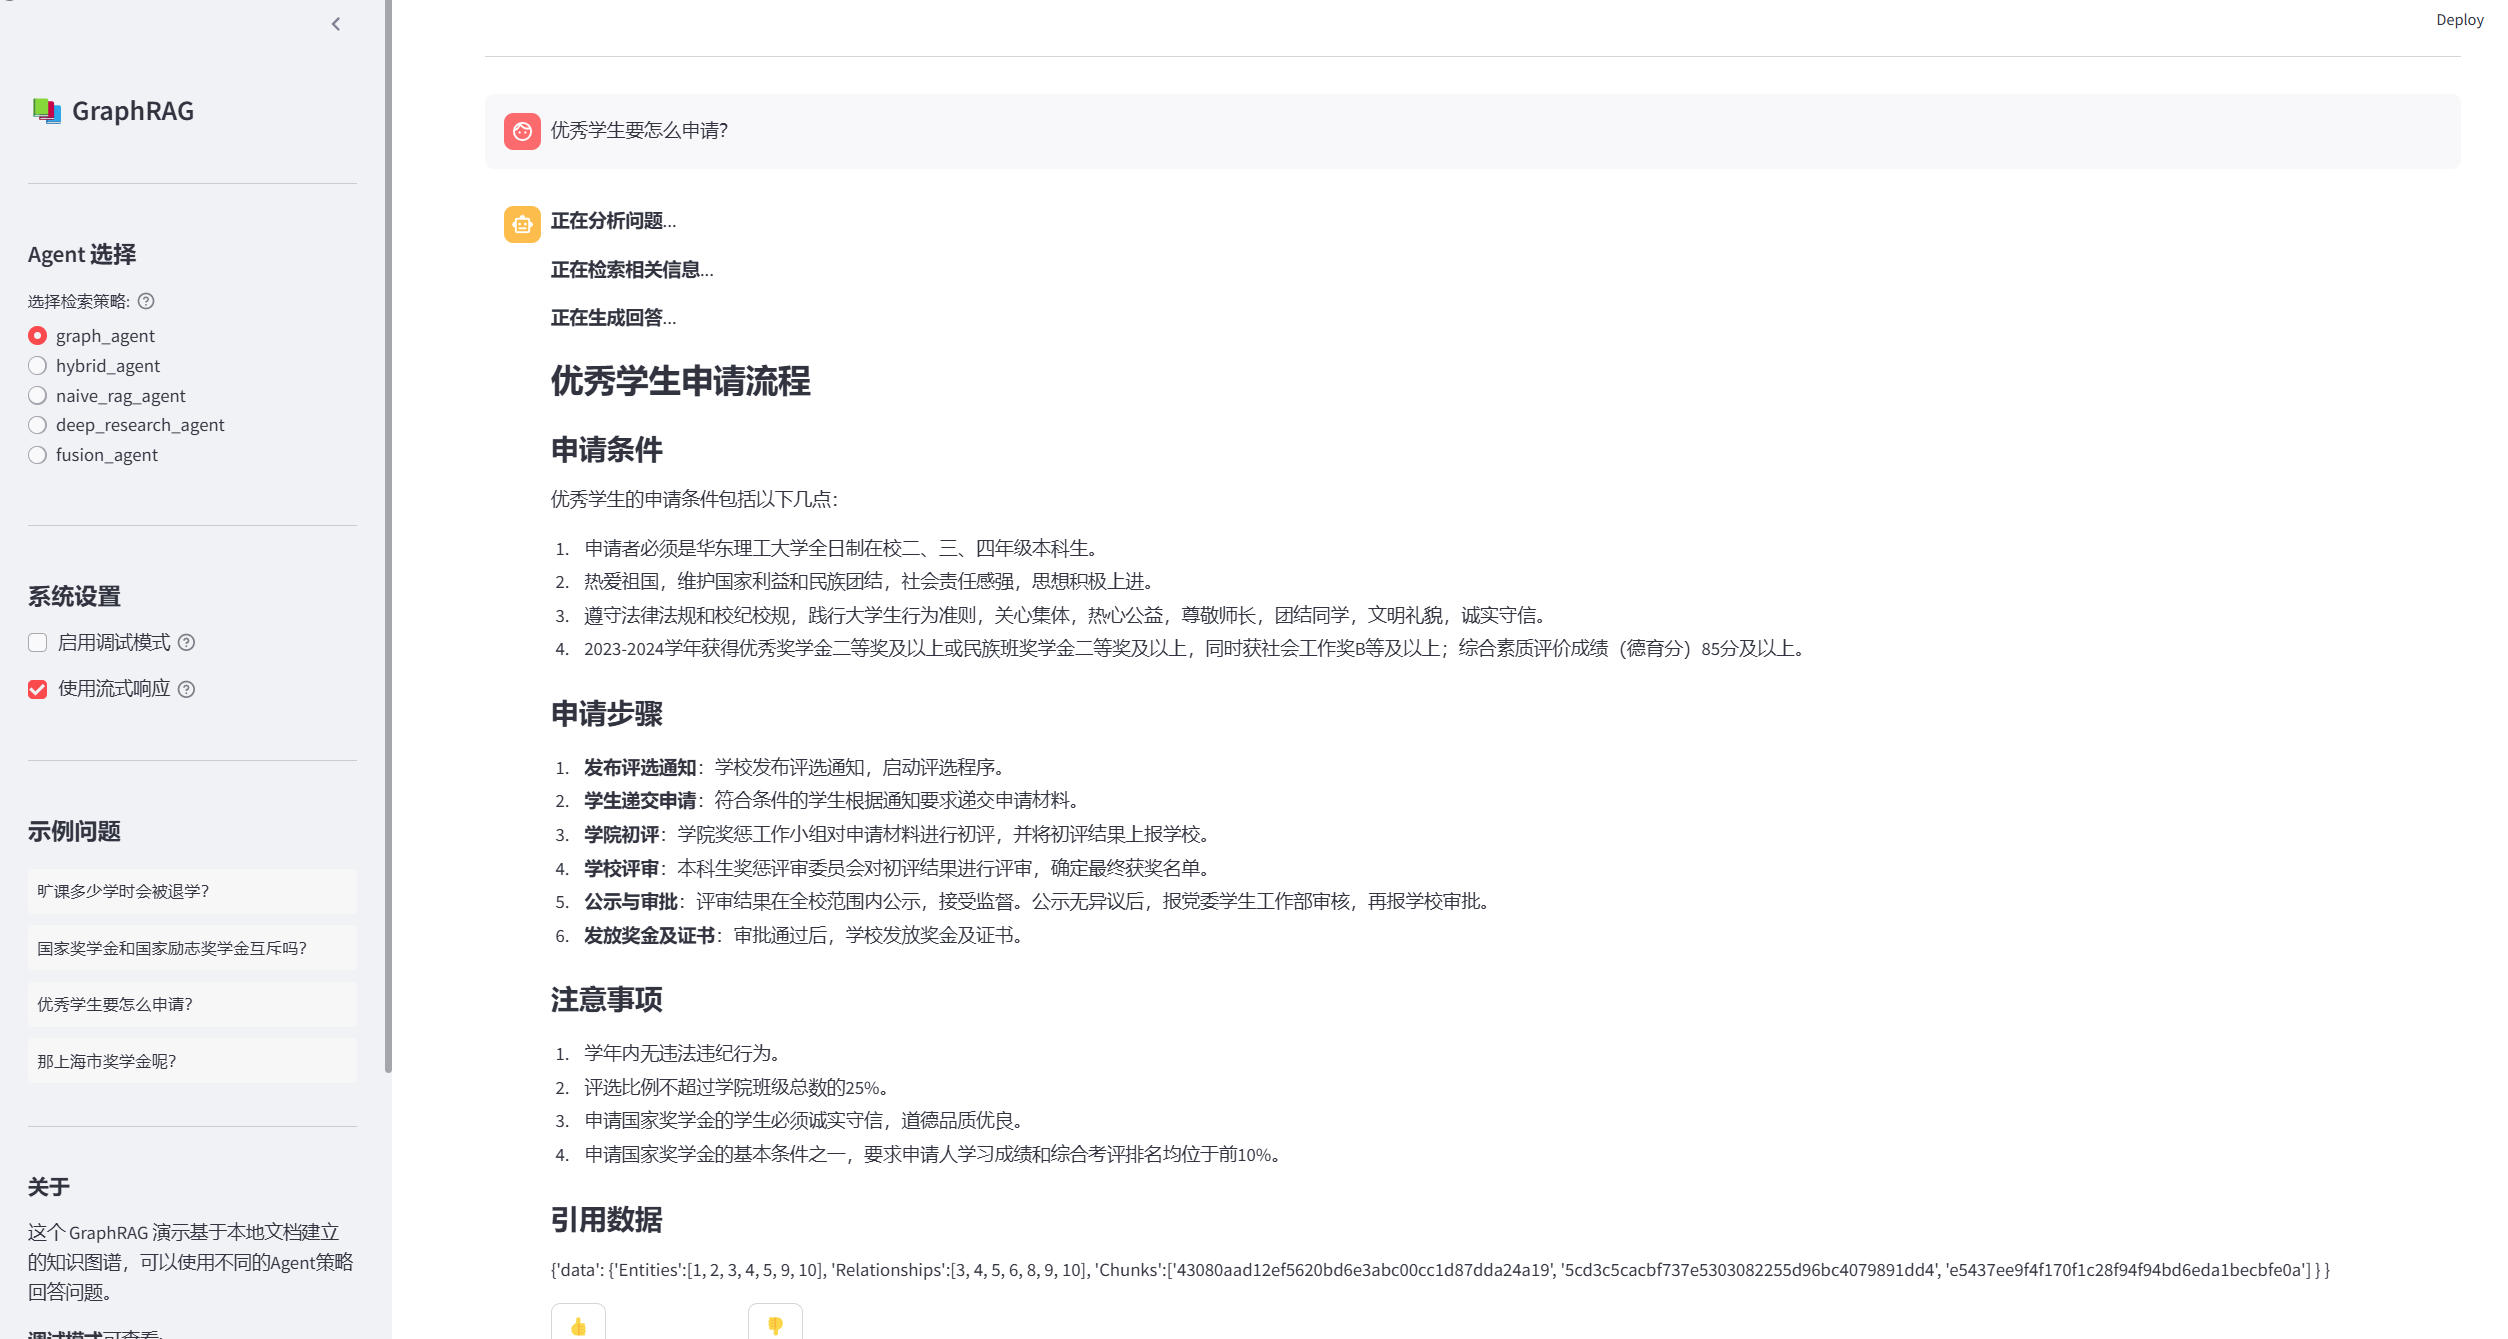 GraphRAG
Agent 选择
选择检索策略:
graph_agent
hybrid_agent
naive_rag_agent
deep_research_agent
fusion_agent
系统设置
启用调试模式
使用流式响应
示例问题
旷课多少学时会被退学?
国家奖学金和国家励志奖学金互斥吗?
优秀学生要怎么申请?
那上海市奖学金呢?
关于
这个 GraphRAG 演示基于本地文档建立
的知识图谱，可以使用不同的Agent策略
回答问题。
调试模式可查看:
Deploy
优秀学生要怎么申请?
正在分析问题...
正在检索相关信息...
正在生成回答...
优秀学生申请流程
申请条件
优秀学生的申请条件包括以下几点：
1. 申请者必须是华东理工大学全日制在校二、三、四年级本科生。
2. 热爱祖国，维护国家利益和民族团结，社会责任感强，思想积极上进。
3. 遵守法律法规和校纪校规，践行大学生行为准则，关心集体，热心公益，尊敬师长，团结同学，文明礼貌，诚实守信。
4. 2023-2024学年获得优秀奖学金二等奖及以上或民族班奖学金二等奖及以上，同时获社会工作奖B等及以上；综合素质评价成绩（德育分）85分及以上。
申请步骤
1. 发布评选通知：学校发布评选通知，启动评选程序。
2. 学生递交申请：符合条件的学生根据通知要求递交申请材料。
3. 学院初评：学院奖惩工作小组对申请材料进行初评，并将初评结果上报学校。
4. 学校评审：本科生奖惩评审委员会对初评结果进行评审，确定最终获奖名单。
5. 公示与审批：评审结果在全校范围内公示，接受监督。公示无异议后，报党委学生工作部审核，再报学校审批。
6. 发放奖金及证书：审批通过后，学校发放奖金及证书。
注意事项
1. 学年内无违法违纪行为。
2. 评选比例不超过学院班级总数的25%。
3. 申请国家奖学金的学生必须诚实守信，道德品质优良。
4. 申请国家奖学金的基本条件之一，要求申请人学习成绩和综合考评排名均位于前10%。
引用数据
{'data': {'Entities':[1, 2, 3, 4, 5, 9, 10], 'Relationships':[3, 4, 5, 6, 8, 9, 10], 'Chunks':['43080aad12ef5620bd6e3abc00cc1d87dda24a19', '5cd3c5cacbf737e5303082255d96bc4079891dd4', 'e5437ee9f4f170f1c28f94f94bd6eda1becbfe0a'] } }